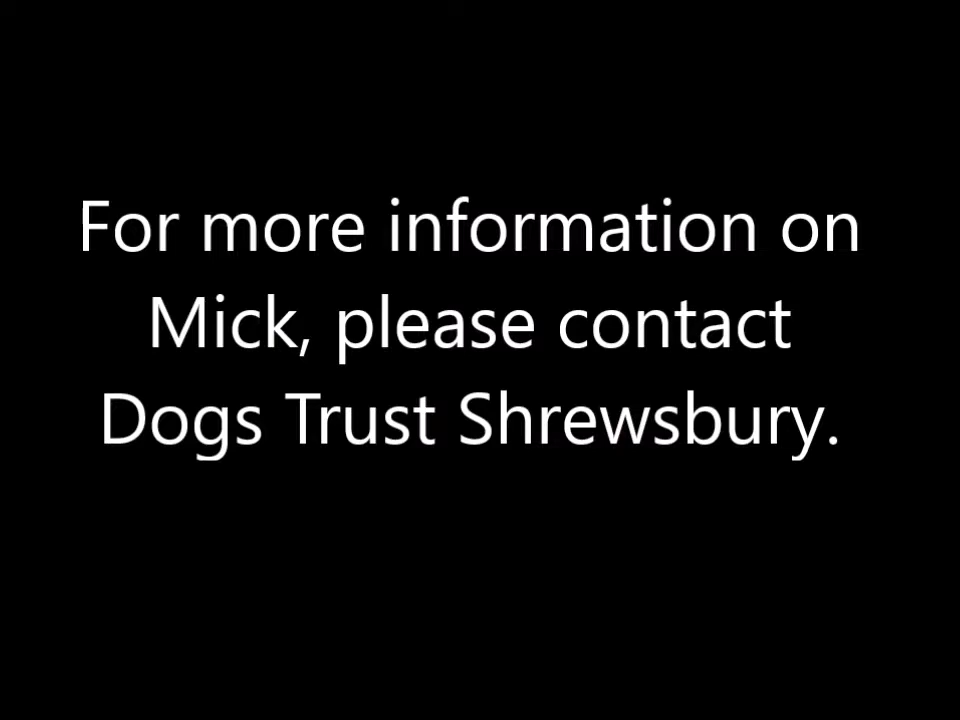 For more information on
Mick, please contact
Dogs Trust Shrewsbury.